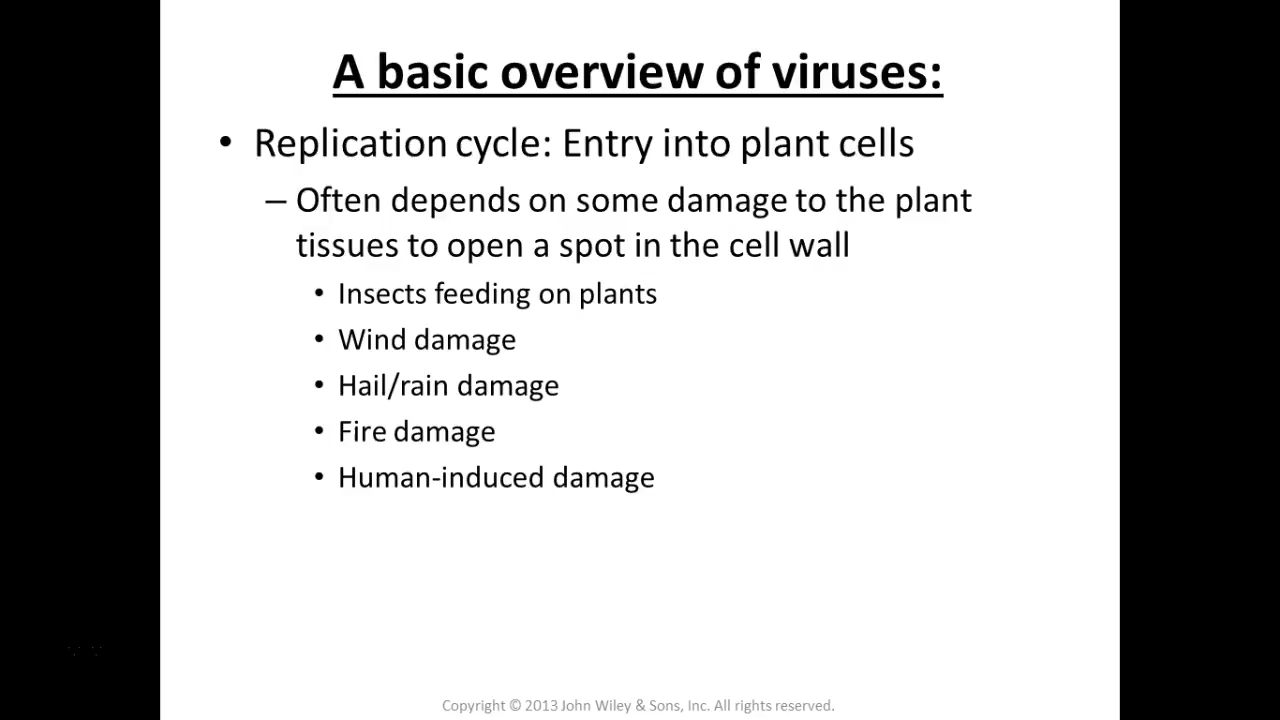 A basic overview of viruses:
• Replication cycle: Entry into plant cells
– Often depends on some damage to the plant
tissues to open a spot in the cell wall
• Insects feeding on plants
• Wind damage
• Hail/rain damage
• Fire damage
• Human-induced damage
Copyright © 2013 John Wiley & Sons, Inc. All rights reserved.